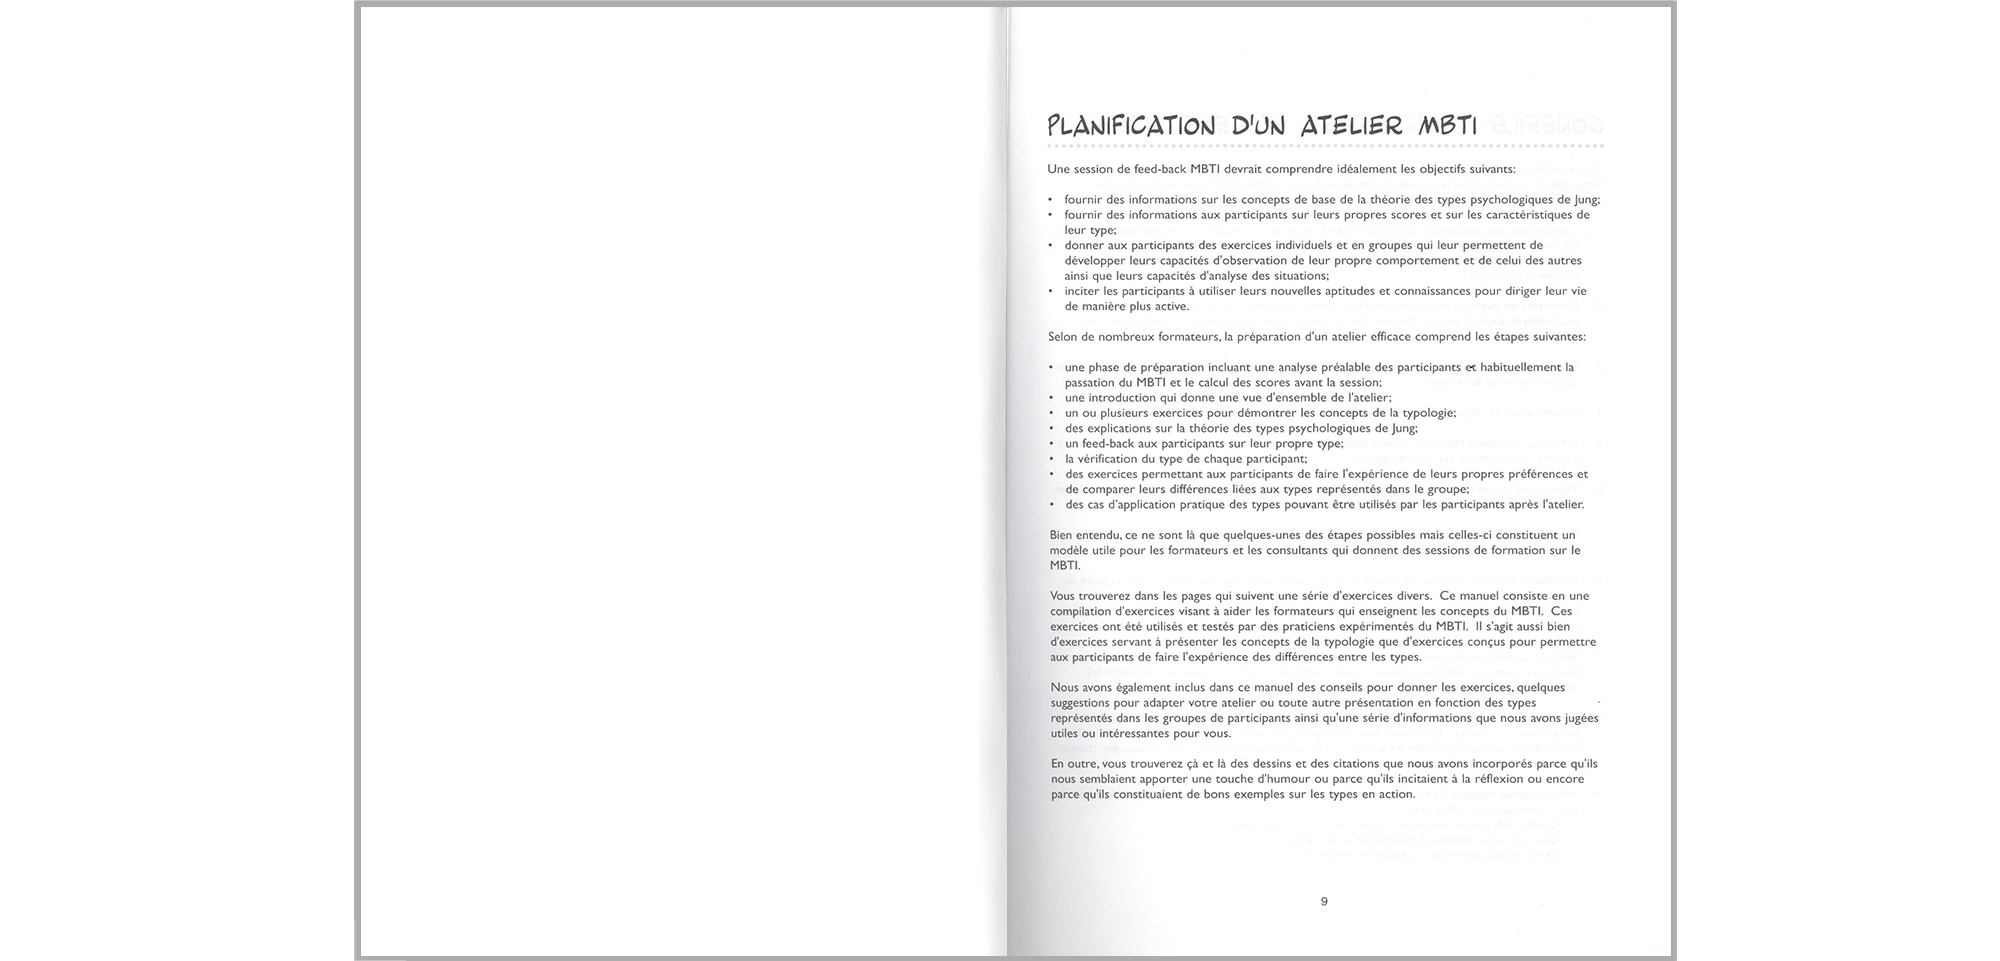 PLANIFICATION D'UN ATELIER MBTI
Une session de feed-back MBTI devrait comprendre idéalement les objectifs suivants:
• fournir des informations sur les concepts de base de la théorie des types psychologiques de Jung;
• fournir des informations aux participants sur leurs propres scores et sur les caractéristiques de
leur type;
• donner aux participants des exercices individuels et en groupes qui leur permettent de
développer leurs capacités d'observation de leur propre comportement et de celui des autres
ainsi que leurs capacités d'analyse des situations;
• inciter les participants à utiliser leurs nouvelles aptitudes et connaissances pour diriger leur vie
de manière plus active.
Selon de nombreux formateurs, la préparation d'un atelier efficace comprend les étapes suivantes:
• une phase de préparation incluant une analyse préalable des participants et habituellement la
passation du MBTI et le calcul des scores avant la session;
• une introduction qui donne une vue d'ensemble de l'atelier;
• un ou plusieurs exercices pour démontrer les concepts de la typologie;
• des explications sur la théorie des types psychologiques de Jung;
• un feed-back aux participants sur leur propre type;
• la vérification du type de chaque participant;
• des exercices permettant aux participants de faire l'expérience de leurs propres préférences et
de comparer leurs différences liées aux types représentés dans le groupe;
• des cas d'application pratique des types pouvant être utilisés par les participants après l'atelier.
Bien entendu, ce ne sont là que quelques-unes des étapes possibles mais celles-ci constituent un
modèle utile pour les formateurs et les consultants qui donnent des sessions de formation sur le
MBTI.
Vous trouverez dans les pages qui suivent une série d'exercices divers. Ce manuel consiste en une
compilation d'exercices visant à aider les formateurs qui enseignent les concepts du MBTI. Ces
exercices ont été utilisés et testés par des praticiens expérimentés du MBTI. Il s'agit aussi bien
d'exercices servant à présenter les concepts de la typologie que d'exercices conçus pour permettre
aux participants de faire l'expérience des différences entre les types.
Nous avons également inclus dans ce manuel des conseils pour donner les exercices, quelques
suggestions pour adapter votre atelier ou toute autre présentation en fonction des types
représentés dans les groupes de participants ainsi qu'une série d'informations que nous avons jugées
utiles ou intéressantes pour vous.
En outre, vous trouverez çà et là des dessins et des citations que nous avons incorporés parce qu'ils
nous semblaient apporter une touche d'humour ou parce qu'ils incitaient à la réflexion ou encore
parce qu'ils constituaient de bons exemples sur les types en action.
9